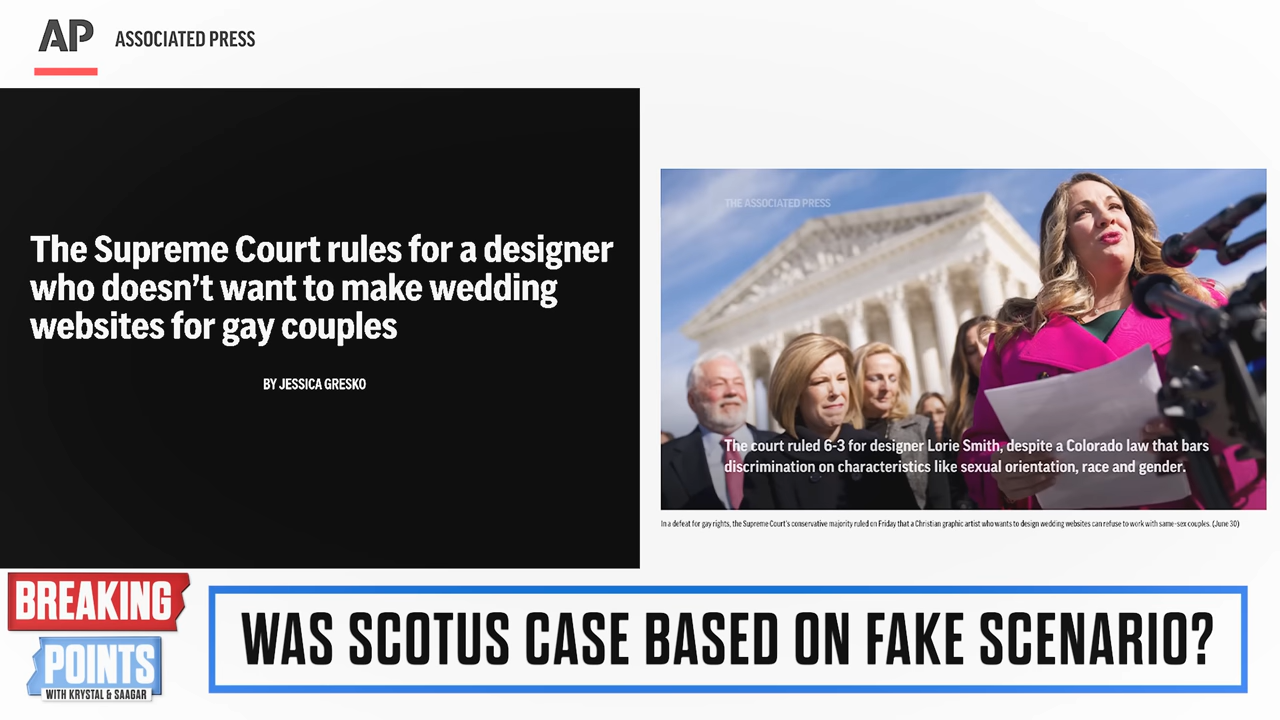 AP ASSOCIATED PRESS
The Supreme Court rules for a designer
who doesn't want to make wedding
websites for gay couples
BY JESSICA GRESKO
THE ASSOCIATED PRESS
The court ruled 6-3 for designer Lorie Smith, despite a Colorado law that bars
discrimination on characteristics like sexual orientation, race and gender.
In a defeat for gay rights, the Supreme Court's conservative majority ruled on Friday that a Christian graphic artist who wants to design wedding websites can refuse to work with same-sex couples. (June 30)
BREAKING
POINTS
WITH KRYSTAL & SAAGAR
WAS SCOTUS CASE BASED ON FAKE SCENARIO?